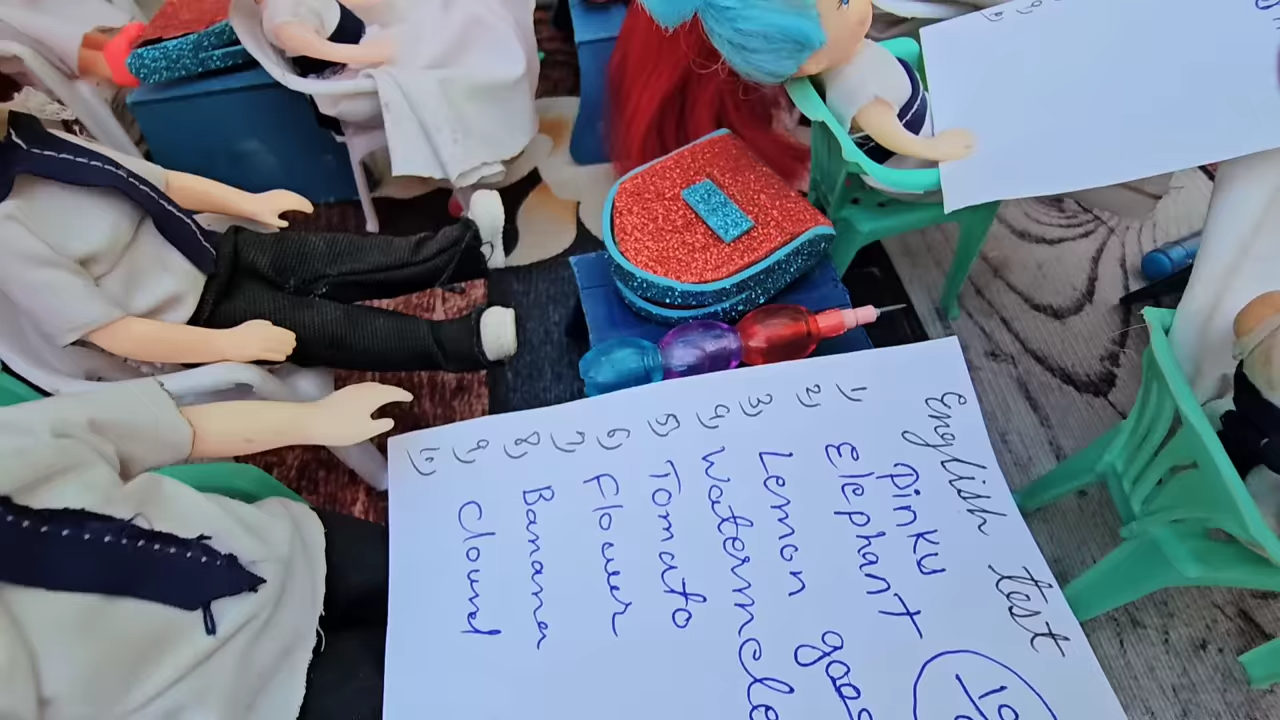 English test
1) pinku
2) Elephant
3) Lemon
4) watermelo
5) Tomato
6) Flower
7)
8) Banana
9) cloud
10)